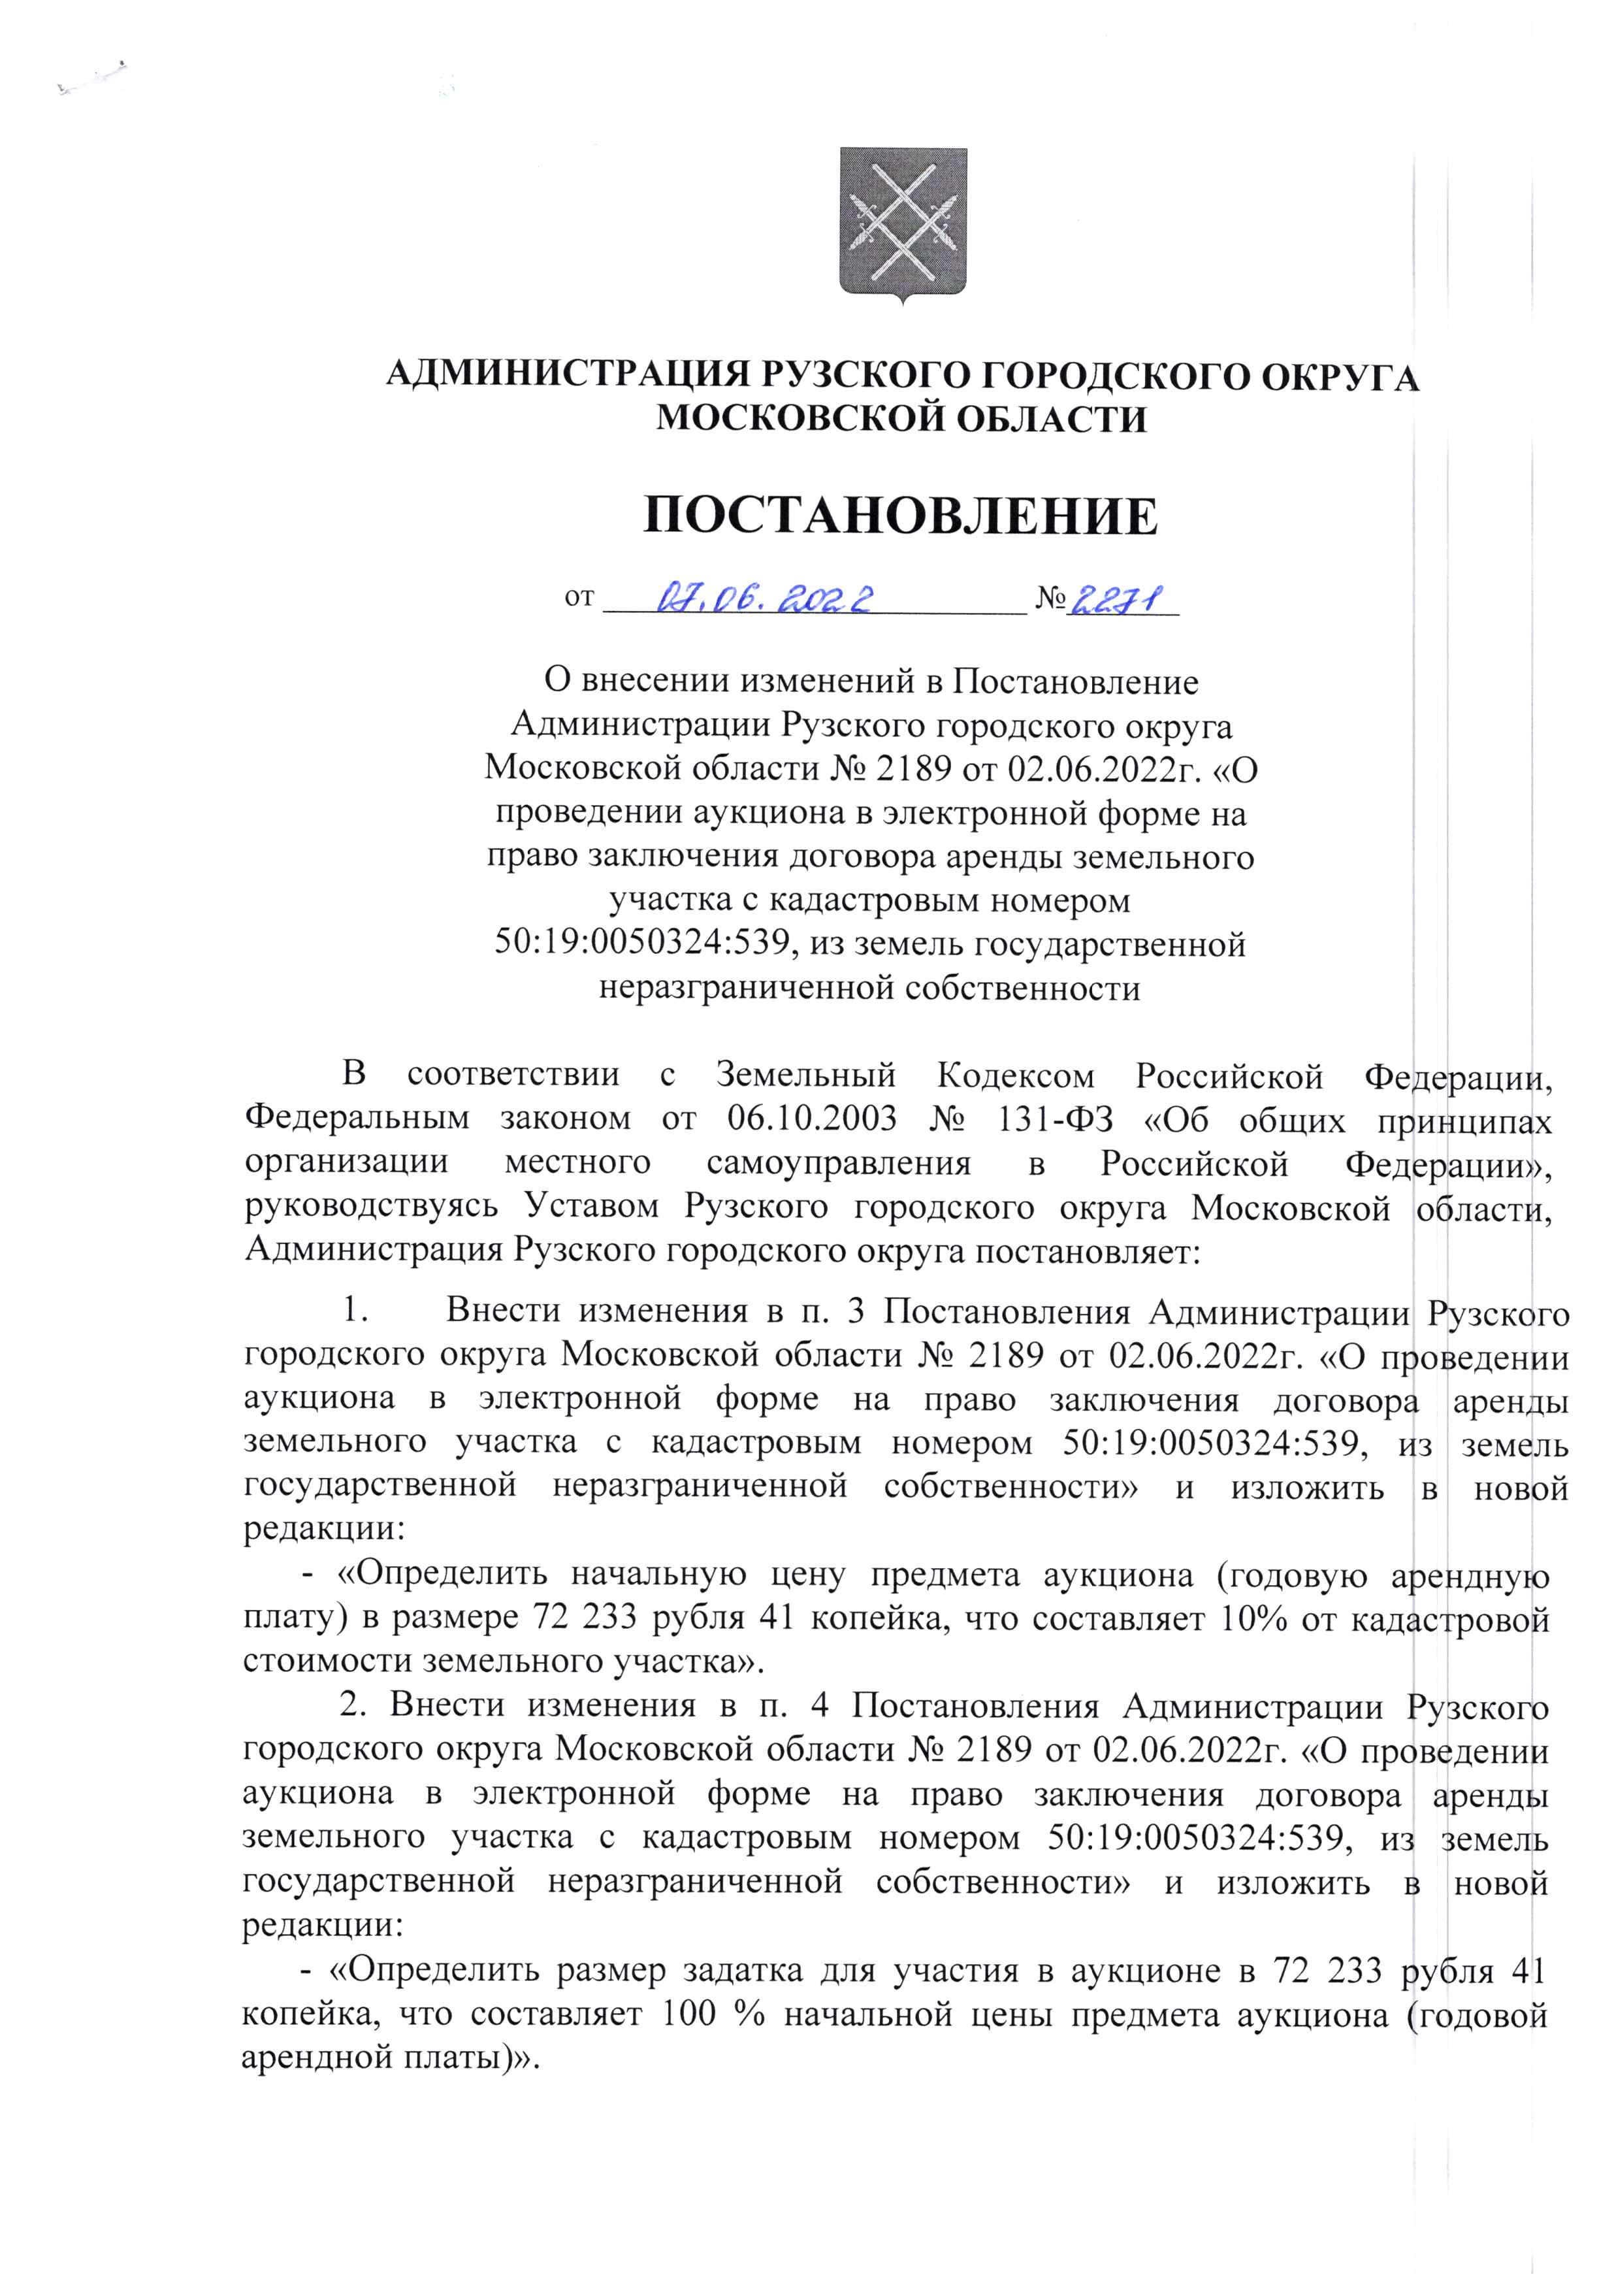 АДМИНИСТРАЦИЯ РУЗСКОГО ГОРОДСКОГО ОКРУГА
МОСКОВСКОЙ ОБЛАСТИ
ПОСТАНОВЛЕНИЕ
от 07.06.2022 № 2271
О внесении изменений в Постановление
Администрации Рузского городского округа
Московской области № 2189 от 02.06.2022г. «О
проведении аукциона в электронной форме на
право заключения договора аренды земельного
участка с кадастровым номером
50:19:0050324:539, из земель государственной
неразграниченной собственности
В соответствии с Земельный Кодексом Российской Федерации,
Федеральным законом от 06.10.2003 № 131-ФЗ «Об общих принципах
организации местного самоуправления в Российской Федерации»,
руководствуясь Уставом Рузского городского округа Московской области,
Администрация Рузского городского округа постановляет:
1. Внести изменения в п. 3 Постановления Администрации Рузского
городского округа Московской области № 2189 от 02.06.2022г. «О проведении
аукциона в электронной форме на право заключения договора аренды
земельного участка с кадастровым номером 50:19:0050324:539, из земель
государственной неразграниченной собственности» и изложить в новой
редакции:
- «Определить начальную цену предмета аукциона (годовую арендную
плату) в размере 72 233 рубля 41 копейка, что составляет 10% от кадастровой
стоимости земельного участка».
2. Внести изменения в п. 4 Постановления Администрации Рузского
городского округа Московской области № 2189 от 02.06.2022г. «О проведении
аукциона в электронной форме на право заключения договора аренды
земельного участка с кадастровым номером 50:19:0050324:539, из земель
государственной неразграниченной собственности» и изложить в новой
редакции:
- «Определить размер задатка для участия в аукционе в 72 233 рубля 41
копейка, что составляет 100 % начальной цены предмета аукциона (годовой
арендной платы)».